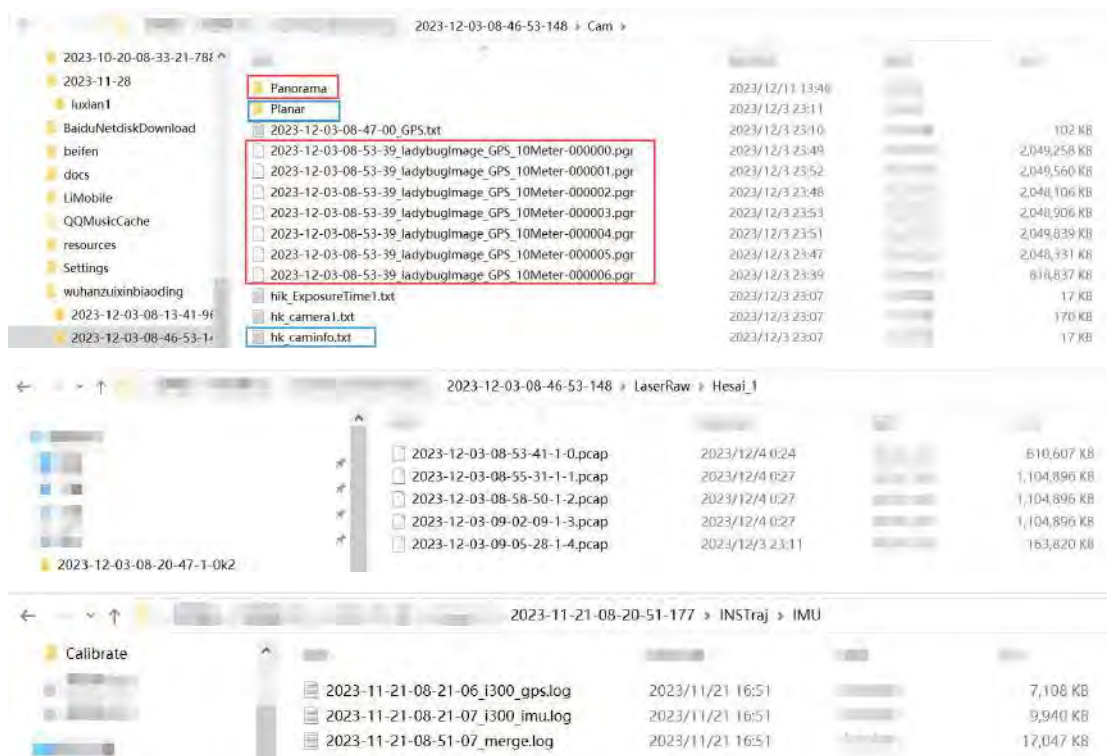 2023-12-03-08-46-53-148 › Cam ›
2023-10-20-08-33-21-788
2023-11-28
luxian1
BaiduNetdiskDownload
beifen
docs
LiMobile
QQMusicCache
resources
Settings
wuhanzuixinbiaoding
2023-12-03-08-13-41-96
2023-12-03-08-46-53-14
Panorama 2023/12/11 13:46
Planar 2023/12/3 23:11
2023-12-03-08-47-00_GPS.txt 2023/12/3 23:10 102 KB
2023-12-03-08-53-39_ladybugImage_GPS_10Meter-000000.pgr 2023/12/3 23:49 2,049,258 KB
2023-12-03-08-53-39_ladybugImage_GPS_10Meter-000001.pgr 2023/12/3 23:52 2,049,560 KB
2023-12-03-08-53-39_ladybugImage_GPS_10Meter-000002.pgr 2023/12/3 23:48 2,048,106 KB
2023-12-03-08-53-39_ladybugImage_GPS_10Meter-000003.pgr 2023/12/3 23:53 2,048,906 KB
2023-12-03-08-53-39_ladybugImage_GPS_10Meter-000004.pgr 2023/12/3 23:51 2,049,839 KB
2023-12-03-08-53-39_ladybugImage_GPS_10Meter-000005.pgr 2023/12/3 23:47 2,048,331 KB
2023-12-03-08-53-39_ladybugImage_GPS_10Meter-000006.pgr 2023/12/3 23:39 818,837 KB
hik_ExposureTime1.txt 2023/12/3 23:07 17 KB
hk_camera1.txt 2023/12/3 23:07 170 KB
hk_caminfo.txt 2023/12/3 23:07 17 KB
2023-12-03-08-46-53-148 › LaserRaw › Hesai_1
2023-12-03-08-53-41-1-0.pcap 2023/12/4 0:24 610,607 KB
2023-12-03-08-55-31-1-1.pcap 2023/12/4 0:27 1,104,896 KB
2023-12-03-08-58-50-1-2.pcap 2023/12/4 0:27 1,104,896 KB
2023-12-03-09-02-09-1-3.pcap 2023/12/4 0:27 1,104,896 KB
2023-12-03-09-05-28-1-4.pcap 2023/12/3 23:11 163,820 KB
2023-12-03-08-20-47-1-0k2
2023-11-21-08-20-51-177 › INSTraj › IMU
Calibrate
2023-11-21-08-21-06_i300_gps.log 2023/11/21 16:51 7,108 KB
2023-11-21-08-21-07_i300_imu.log 2023/11/21 16:51 9,940 KB
2023-11-21-08-51-07_merge.log 2023/11/21 16:51 17,047 KB